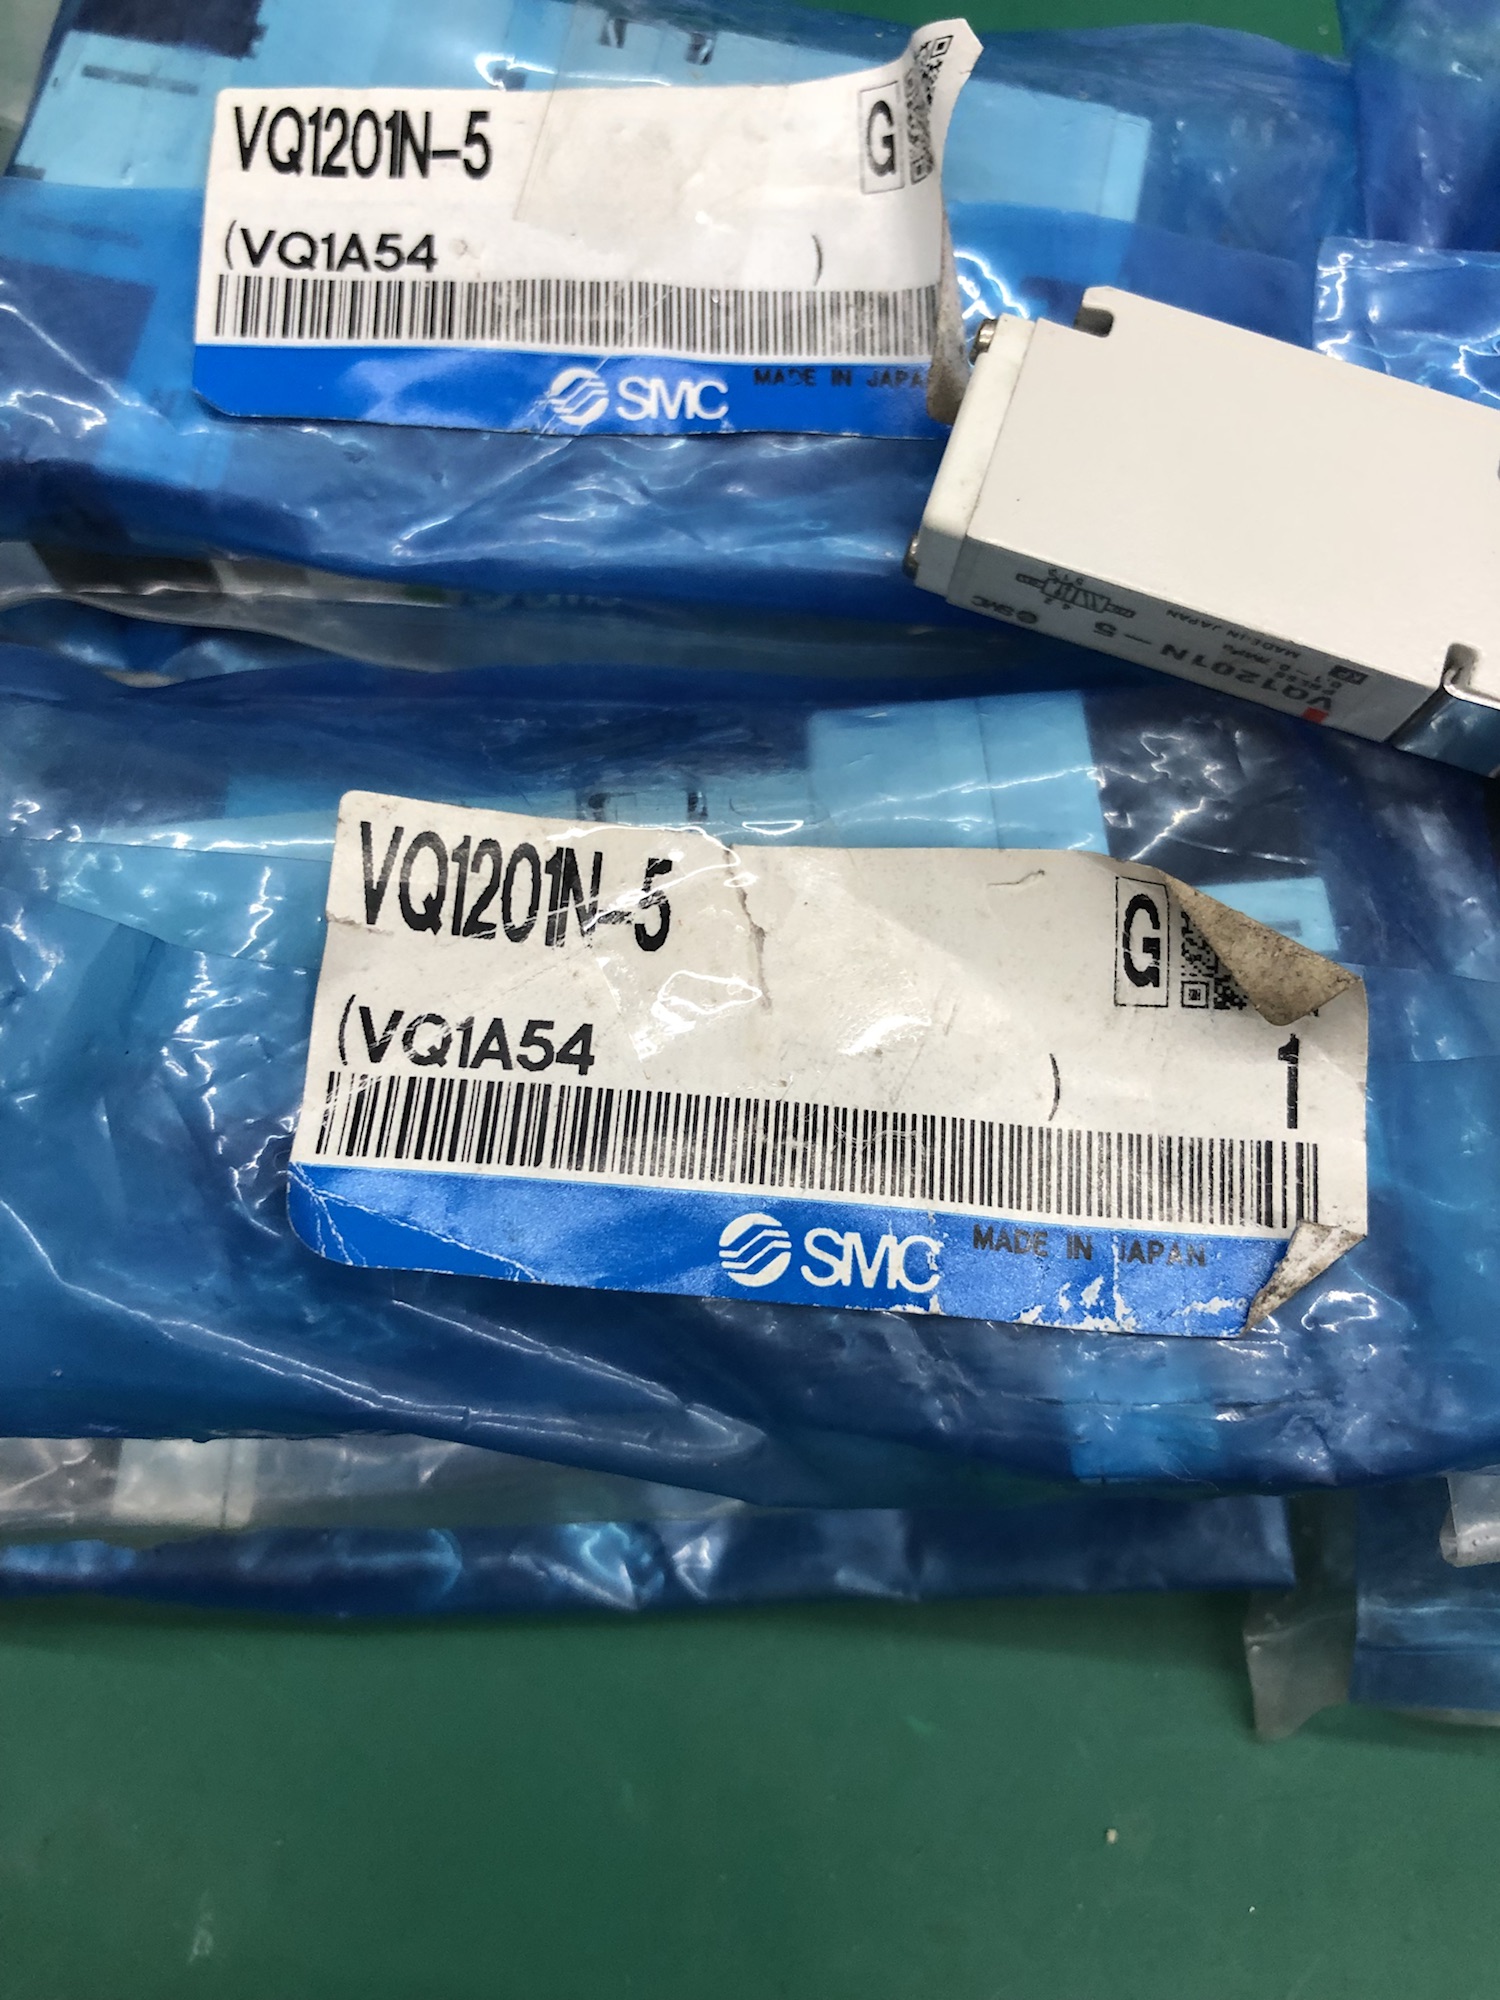 VQ1201N-5
G
(VQ1A54 )
SMC MADE IN JAPA
VQ1201N-5 SMC
MADE IN JAPAN
VQ1201N-5
G
(VQ1A54 ) 1
SMC MADE IN JAPAN